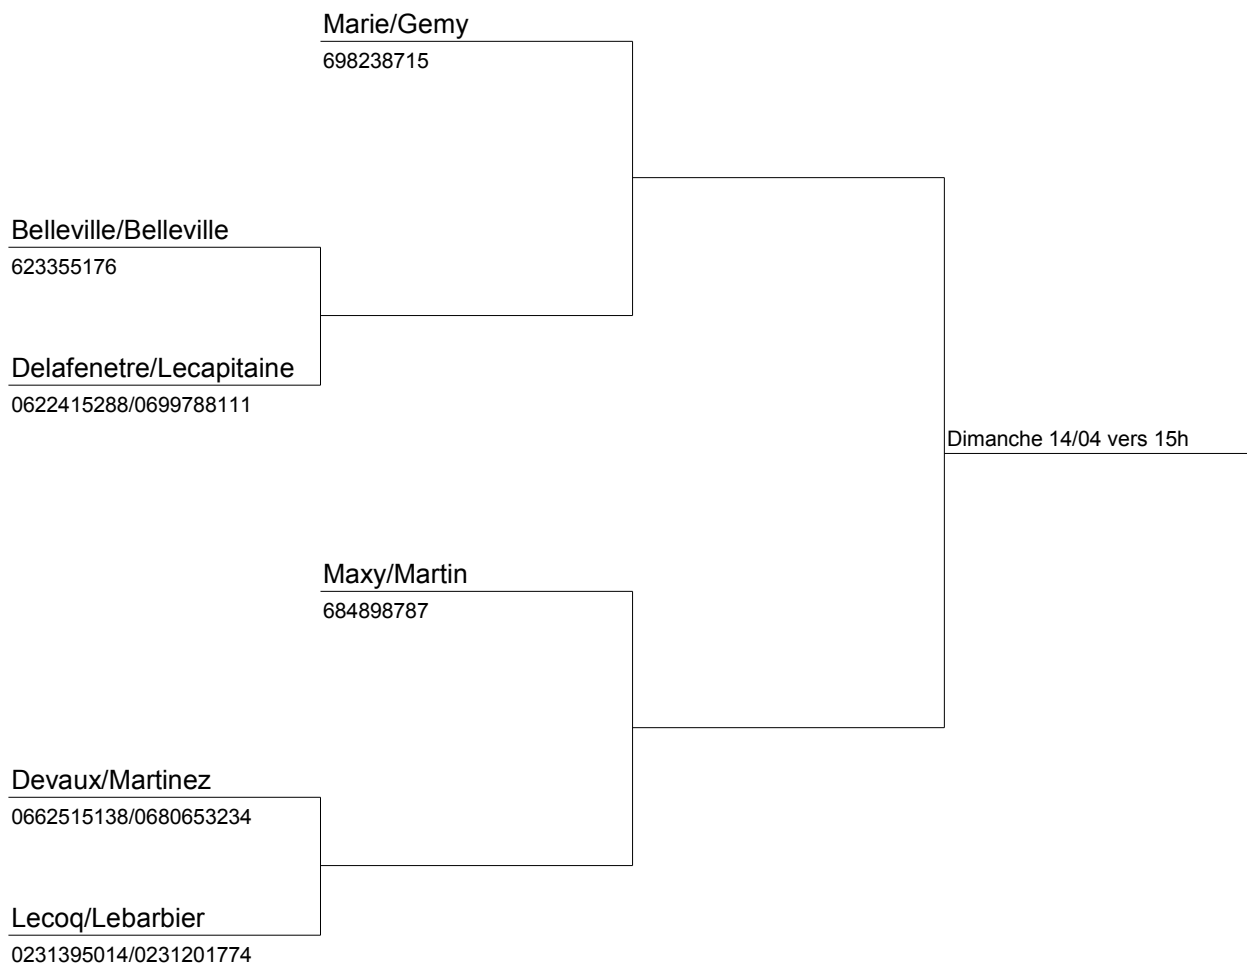 Marie/Gemy
698238715
Belleville/Belleville
623355176
Delafenetre/Lecapitaine
0622415288/0699788111
Dimanche 14/04 vers 15h
Maxy/Martin
684898787
Devaux/Martinez
0662515138/0680653234
Lecoq/Lebarbier
0231395014/0231201774